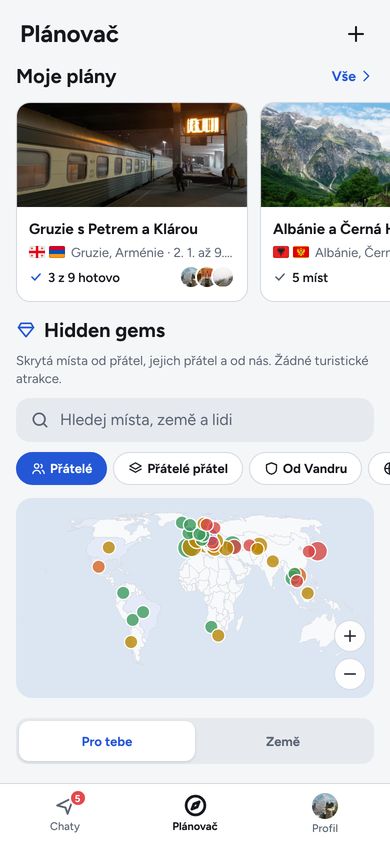 Plánovač
Moje plány
Vše
Gruzie s Petrem a Klárou
Gruzie, Arménie · 2. 1. až 9....
3 z 9 hotovo
Albánie a Černá H
Albánie, Čern
5 míst
Hidden gems
Skrytá místa od přátel, jejich přátel a od nás. Žádné turistické
atrakce.
Hledej místa, země a lidi
Přátelé
Přátelé přátel
Od Vandru
Pro tebe
Země
5
Chaty
Plánovač
Profil